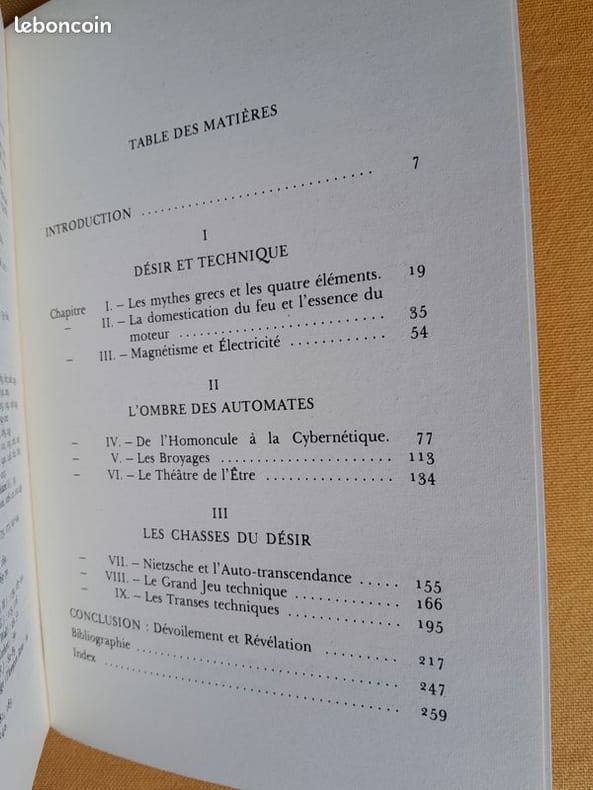 leboncoin
TABLE DES MATIÈRES
INTRODUCTION ........................ 7
I
DÉSIR ET TECHNIQUE
Chapitre I. – Les mythes grecs et les quatre éléments. 19
– II. – La domestication du feu et l'essence du
moteur ........................ 35
– III. – Magnétisme et Électricité ............ 54
II
L'OMBRE DES AUTOMATES
– IV. – De l'Homoncule à la Cybernétique. 77
– V. – Les Broyages ..................... 113
– VI. – Le Théâtre de l'Être ............... 134
III
LES CHASSES DU DÉSIR
– VII. – Nietzsche et l'Auto-transcendance ..... 155
– VIII. – Le Grand Jeu technique ............ 166
– IX. – Les Transes techniques ............. 195
CONCLUSION : Dévoilement et Révélation ......... 217
Bibliographie ................................ 247
Index ................................... 259